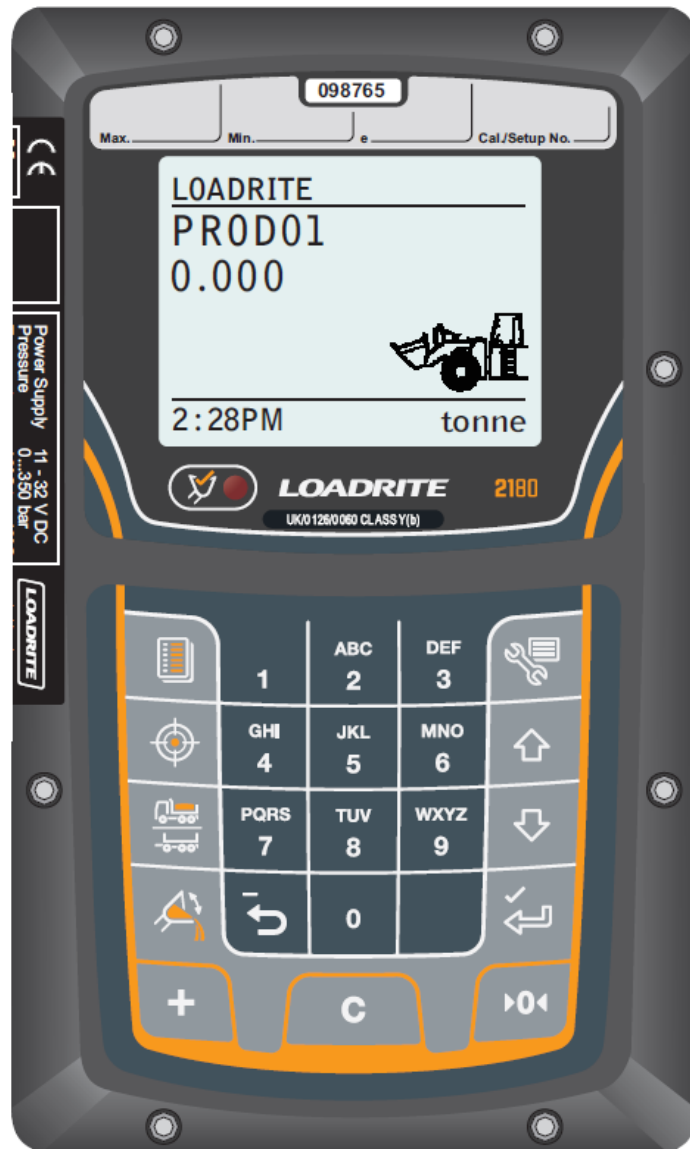 098765
Max. Min. e Cal./Setup No.
LOADRITE
PROD01
0.000
2:28PM tonne
LOADRITE 2180
UK/0126/0060 CLASS Y(b)
CE
Power Supply 11 - 32 V DC
Pressure 0...350 bar
LOADRITE
1 ABC 2 DEF 3
GHI 4 JKL 5 MNO 6
PQRS 7 TUV 8 WXYZ 9
0
+ C 0